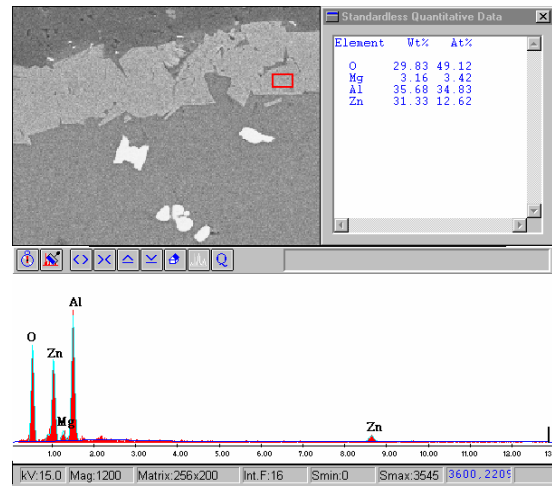 Standardless Quantitative Data
Element Wt% At%
O 29.83 49.12
Mg 3.16 3.42
Al 35.68 34.83
Zn 31.33 12.62
Q
Al
O
Zn
Mg
Zn
1.00 2.00 3.00 4.00 5.00 6.00 7.00 8.00 9.00 10.00 11.00 12.00 13
kV:15.0 Mag:1200 Matrix:256x200 Int.F:16 Smin:0 Smax:3545 3600,2209